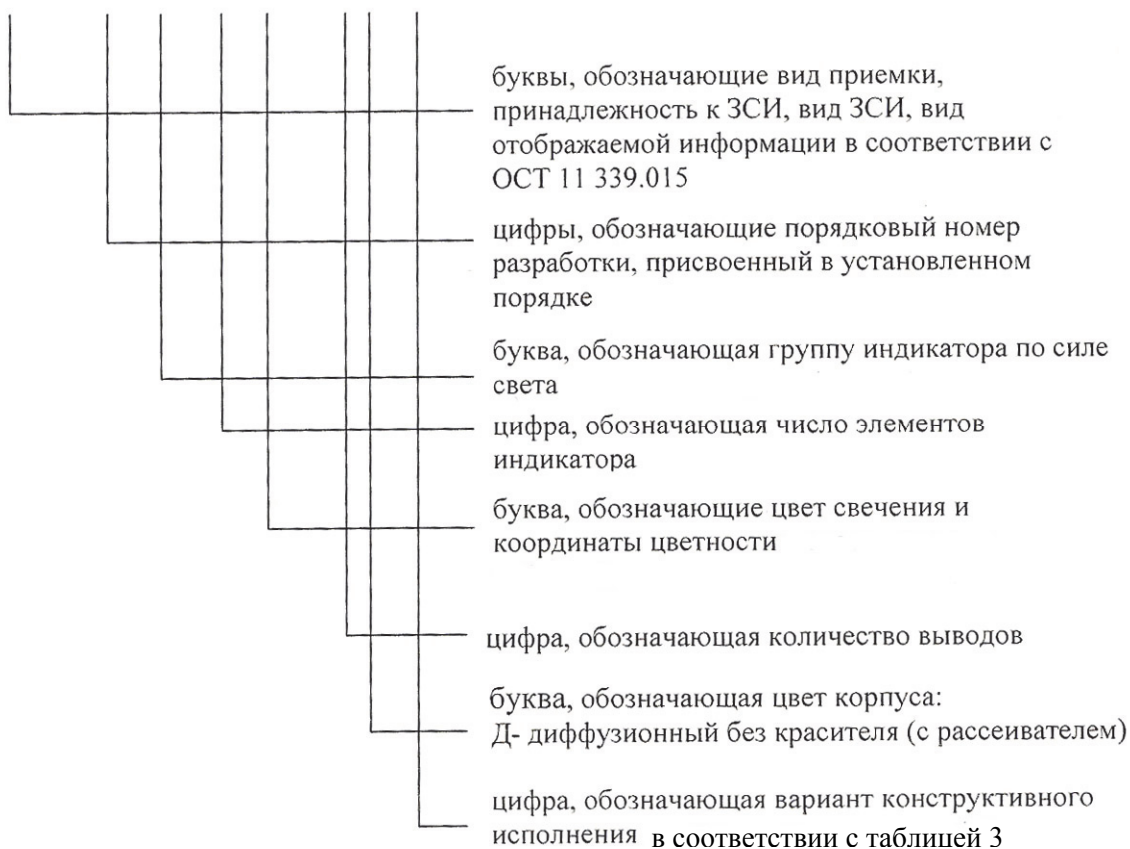 буквы, обозначающие вид приемки,
принадлежность к ЗСИ, вид ЗСИ, вид
отображаемой информации в соответствии с
ОСТ 11 339.015
цифры, обозначающие порядковый номер
разработки, присвоенный в установленном
порядке
буква, обозначающая группу индикатора по силе
света
цифра, обозначающая число элементов
индикатора
буква, обозначающие цвет свечения и
координаты цветности
цифра, обозначающая количество выводов
буква, обозначающая цвет корпуса:
Д- диффузионный без красителя (с рассеивателем)
цифра, обозначающая вариант конструктивного
исполнения в соответствии с таблицей 3